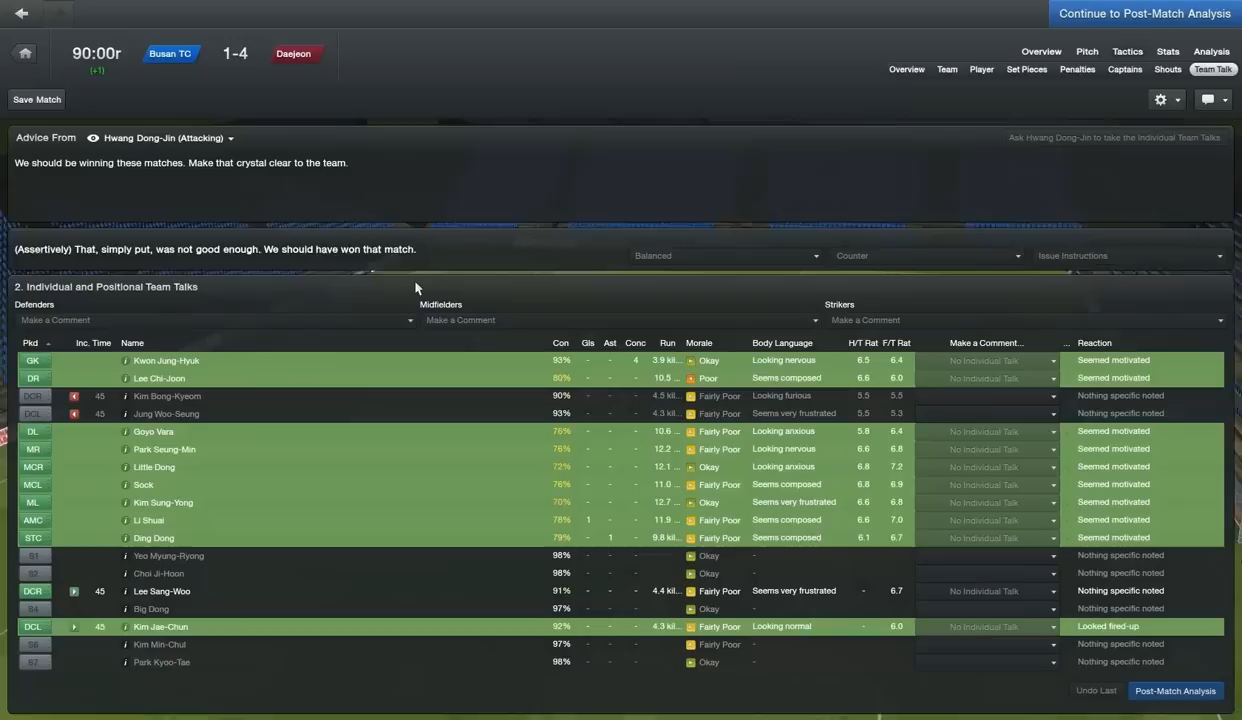 Continue to Post-Match Analysis
90:00r Busan TC 1-4 Daejeon
(+1)
Overview Pitch Tactics Stats Analysis
Overview Team Player Set Pieces Penalties Captains Shouts Team Talk
Save Match
Advice From Hwang Dong-Jin (Attacking)
Ask Hwang Dong-Jin to take the Individual Team Talks
We should be winning these matches. Make that crystal clear to the team.
(Assertively) That, simply put, was not good enough. We should have won that match.
Balanced Counter Issue Instructions
2. Individual and Positional Team Talks
Defenders Midfielders Strikers
Make a Comment Make a Comment Make a Comment
Pkd Inc. Time Name Con Gls Ast Conc Run Morale Body Language H/T Rat F/T Rat Make a Comment... ... Reaction
GK i Kwon Jung-Hyuk 93% - - 4 3.9 kil... Okay Looking nervous 6.5 6.4 No Individual Talk Seemed motivated
DR i Lee Chi-Joon 80% - - - 10.5 ... Poor Seems composed 6.6 6.0 No Individual Talk Seemed motivated
DCR 45 i Kim Bong-Kyeom 90% - - - 4.5 kil... Fairly Poor Looking furious 5.5 5.5 No Individual Talk Nothing specific noted
DCL 45 i Jung Woo-Seung 93% - - - 4.3 kil... Fairly Poor Seems very frustrated 5.5 5.3 Nothing specific noted
DL i Goyo Vara 76% - - - 10.6 ... Fairly Poor Looking anxious 5.8 6.4 No Individual Talk Seemed motivated
MR i Park Seung-Min 76% - - - 12.2 ... Fairly Poor Looking nervous 6.6 6.8 No Individual Talk Seemed motivated
MCR i Little Dong 72% - - - 12.1 ... Okay Looking anxious 6.8 7.2 No Individual Talk Seemed motivated
MCL i Sock 76% - - - 11.0 ... Fairly Poor Seems composed 6.8 6.9 No Individual Talk Seemed motivated
ML i Kim Sung-Yong 70% - - - 12.7 ... Okay Seems very frustrated 6.6 6.8 No Individual Talk Seemed motivated
AMC i Li Shuai 78% 1 - - 11.9 ... Fairly Poor Seems composed 6.6 7.0 No Individual Talk Seemed motivated
STC i Ding Dong 79% - 1 - 9.8 kil... Fairly Poor Seems composed 6.1 6.7 No Individual Talk Seemed motivated
S1 i Yeo Myung-Ryong 98% - - - Okay - Nothing specific noted
S2 i Choi Ji-Hoon 98% - - - Okay - Nothing specific noted
DCR 45 i Lee Sang-Woo 91% - - - 4.4 kil... Fairly Poor Seems very frustrated - 6.7 No Individual Talk Nothing specific noted
S4 i Big Dong 97% - - - Okay - Nothing specific noted
DCL 45 i Kim Jae-Chun 92% - - - 4.3 kil... Fairly Poor Looking normal - 6.0 No Individual Talk Looked fired-up
S6 i Kim Min-Chul 97% - - - Fairly Poor - Nothing specific noted
S7 i Park Kyoo-Tae 98% - - - Okay - Nothing specific noted
Undo Last Post-Match Analysis